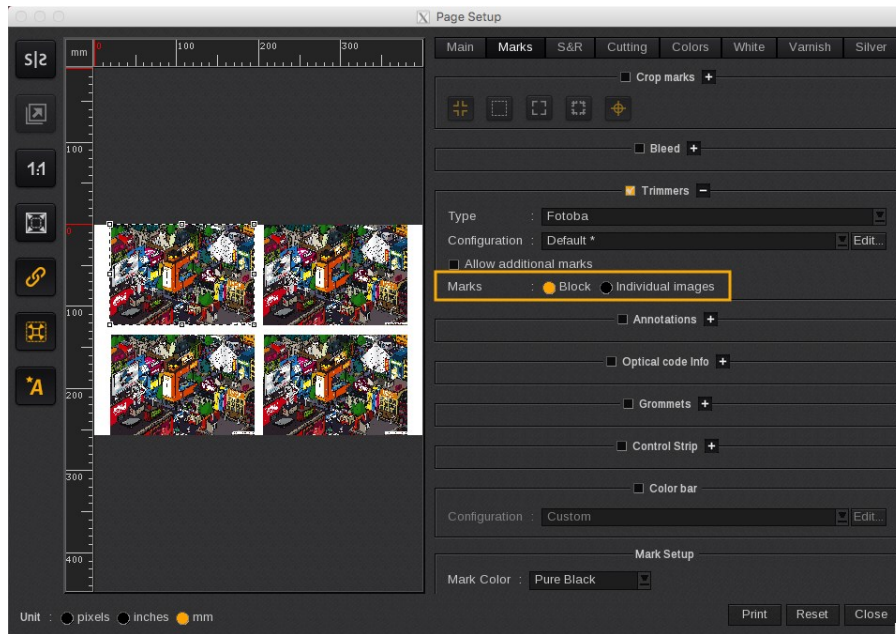 Page Setup
Main Marks S&R Cutting Colors White Varnish Silver
S|S
mm 0 100 200 300
Crop marks +
100
Bleed +
1:1
Trimmers −
0
Type : Fotoba
Configuration : Default * Edit...
Allow additional marks
Marks : Block Individual images
100
Annotations +
Optical code Info +
*A
200
Grommets +
Control Strip +
300
Color bar
Configuration : Custom Edit...
Mark Setup
400
Mark Color : Pure Black
Unit : pixels inches mm
Print Reset Close